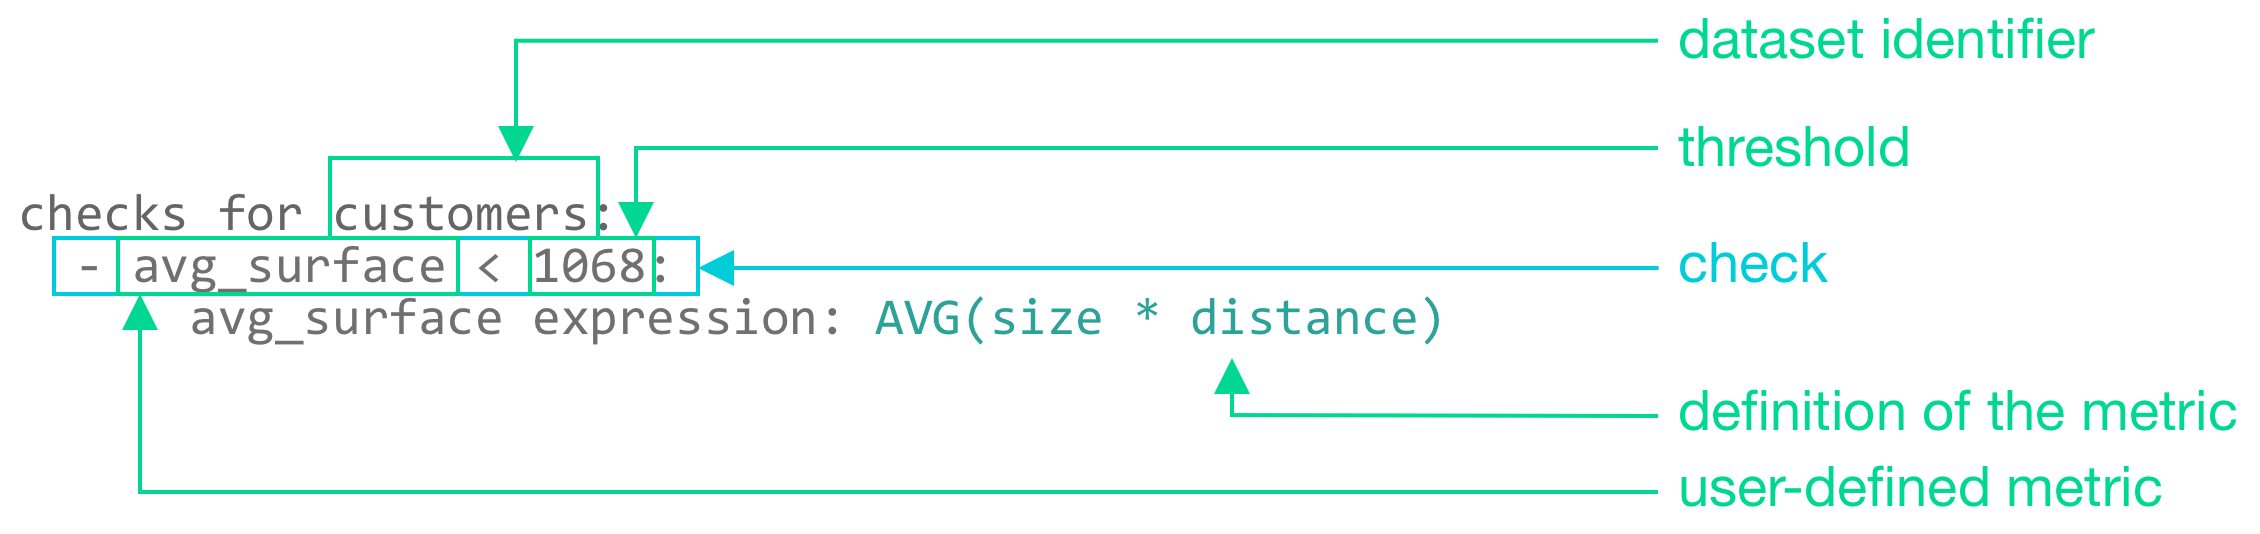 dataset identifier
threshold
checks for customers:
- avg_surface < 1068:
check
avg_surface expression: AVG(size * distance)
definition of the metric
user-defined metric